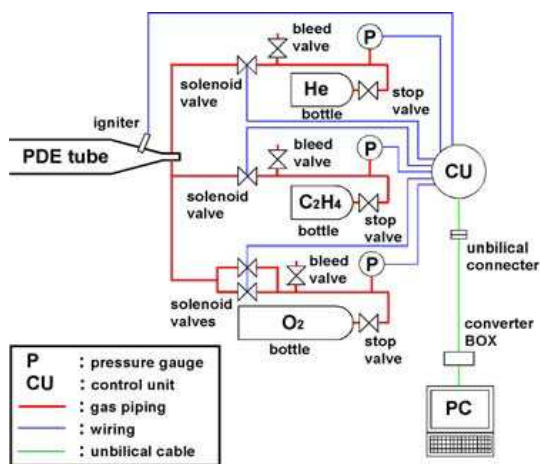 bleed
valve
P
solenoid
valve
He
bottle
stop
valve
igniter
PDE tube
CU
bleed
valve
P
solenoid
valve
C2H4
bottle
stop
valve
unbilical
connecter
bleed
valve
P
solenoid
valves
O2
bottle
stop
valve
converter
BOX
PC
P : pressure gauge
CU : control unit
: gas piping
: wiring
: unbilical cable